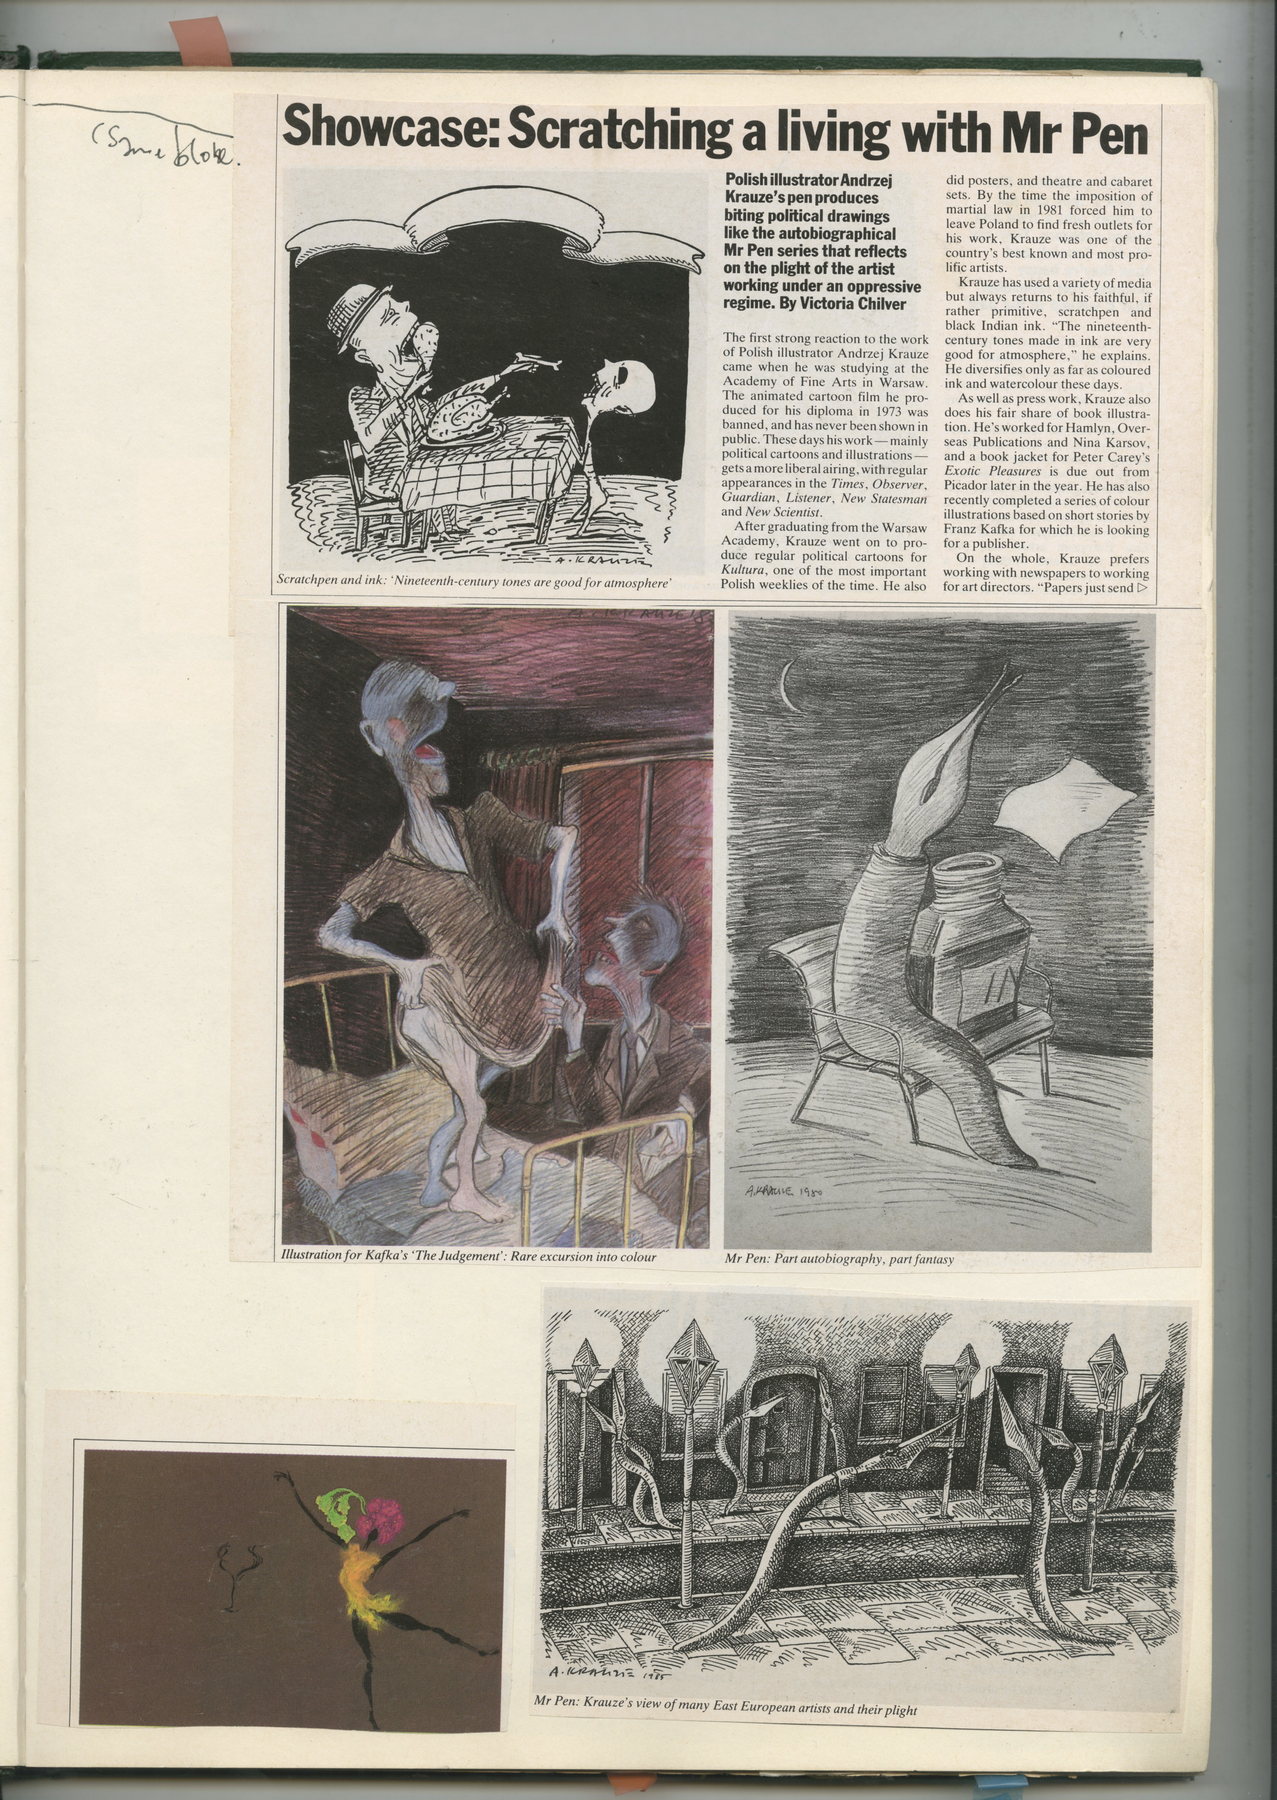 (Same bloke.
Showcase: Scratching a living with Mr Pen
Polish illustrator Andrzej
Krauze's pen produces
biting political drawings
like the autobiographical
Mr Pen series that reflects
on the plight of the artist
working under an oppressive
regime. By Victoria Chilver
The first strong reaction to the work
of Polish illustrator Andrzej Krauze
came when he was studying at the
Academy of Fine Arts in Warsaw.
The animated cartoon film he pro-
duced for his diploma in 1973 was
banned, and has never been shown in
public. These days his work — mainly
political cartoons and illustrations —
gets a more liberal airing, with regular
appearances in the Times, Observer,
Guardian, Listener, New Statesman
and New Scientist.
After graduating from the Warsaw
Academy, Krauze went on to pro-
duce regular political cartoons for
Kultura, one of the most important
Polish weeklies of the time. He also
did posters, and theatre and cabaret
sets. By the time the imposition of
martial law in 1981 forced him to
leave Poland to find fresh outlets for
his work, Krauze was one of the
country's best known and most pro-
lific artists.
Krauze has used a variety of media
but always returns to his faithful, if
rather primitive, scratchpen and
black Indian ink. "The nineteenth-
century tones made in ink are very
good for atmosphere," he explains.
He diversifies only as far as coloured
ink and watercolour these days.
As well as press work, Krauze also
does his fair share of book illustra-
tion. He's worked for Hamlyn, Over-
seas Publications and Nina Karsov,
and a book jacket for Peter Carey's
Exotic Pleasures is due out from
Picador later in the year. He has also
recently completed a series of colour
illustrations based on short stories by
Franz Kafka for which he is looking
for a publisher.
On the whole, Krauze prefers
working with newspapers to working
for art directors. "Papers just send ▷
A. KRAUZE
Scratchpen and ink: 'Nineteenth-century tones are good for atmosphere'
IN
A. KRAUZE 1980
Illustration for Kafka's 'The Judgement': Rare excursion into colour
Mr Pen: Part autobiography, part fantasy
A. KRAUZE 1985
Mr Pen: Krauze's view of many East European artists and their plight